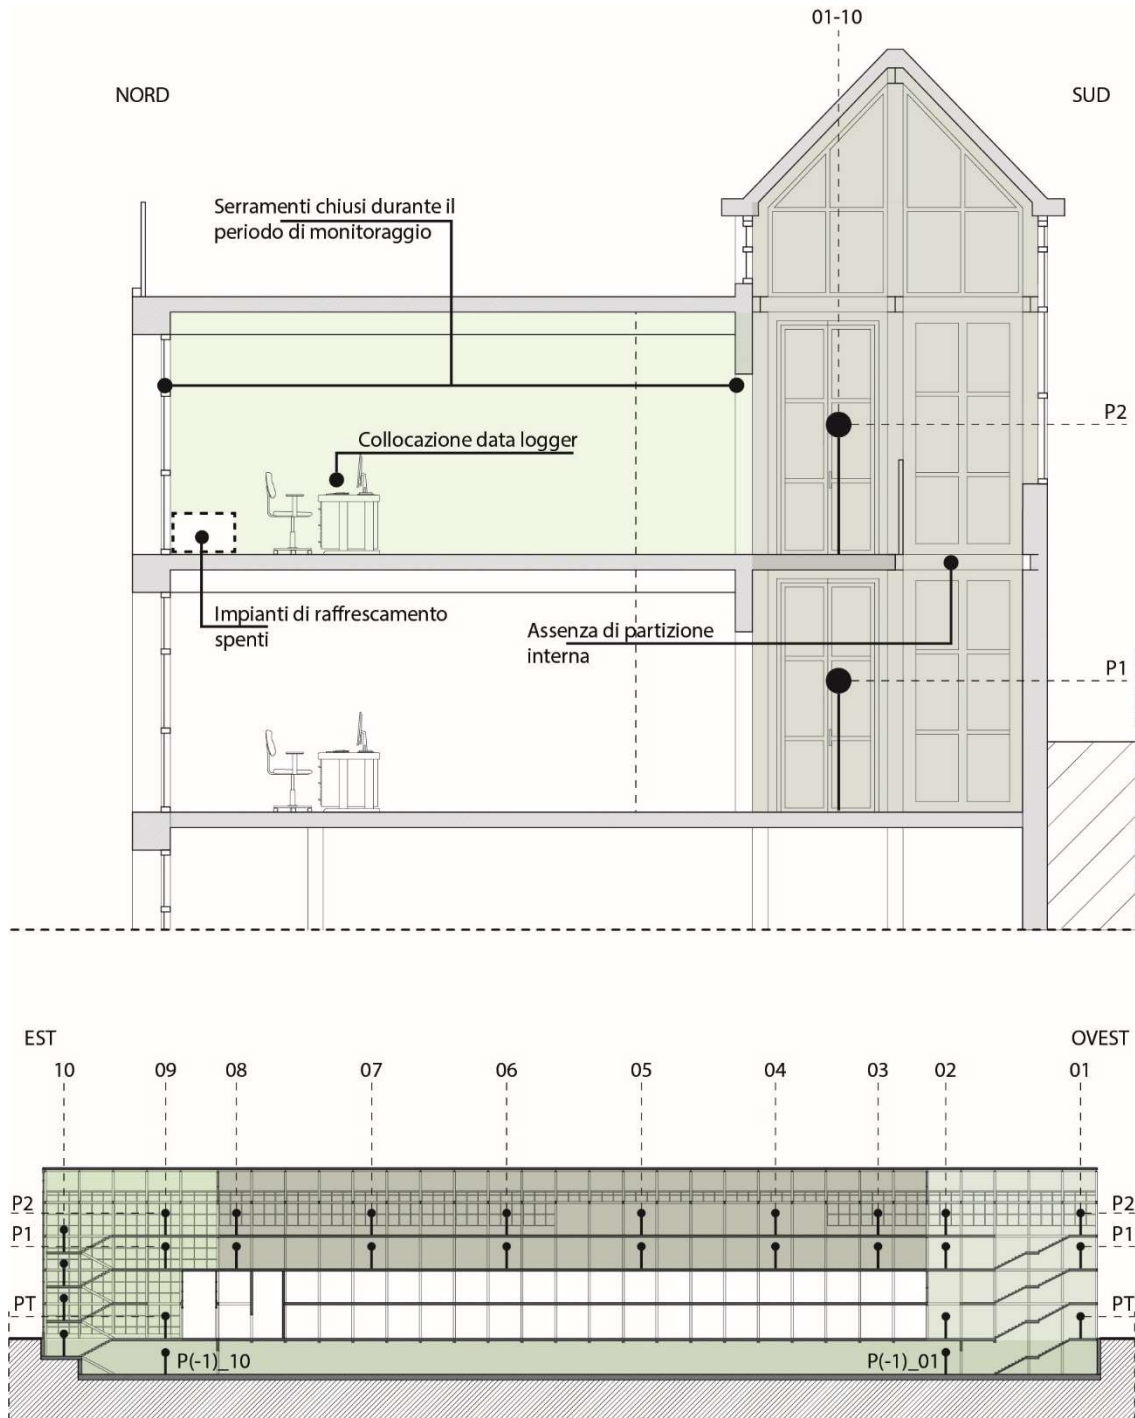 01-10
NORD
SUD
Serramenti chiusi durante il
periodo di monitoraggio
P2
Collocazione data logger
Impianti di raffrescamento
spenti
Assenza di partizione
interna
P1
EST
OVEST
10 09 08 07 06 05 04 03 02 01
P2 P2
P1 P1
PT PT
P(-1)_10 P(-1)_01